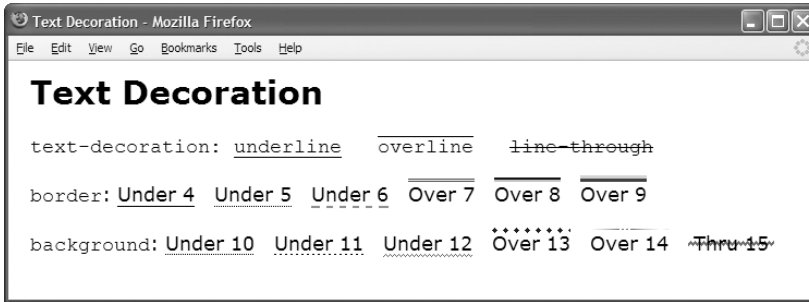 Text Decoration - Mozilla Firefox
File Edit View Go Bookmarks Tools Help
Text Decoration
text-decoration: underline overline line-through
border: Under 4 Under 5 Under 6 Over 7 Over 8 Over 9
background: Under 10 Under 11 Under 12 Over 13 Over 14 Thru 15